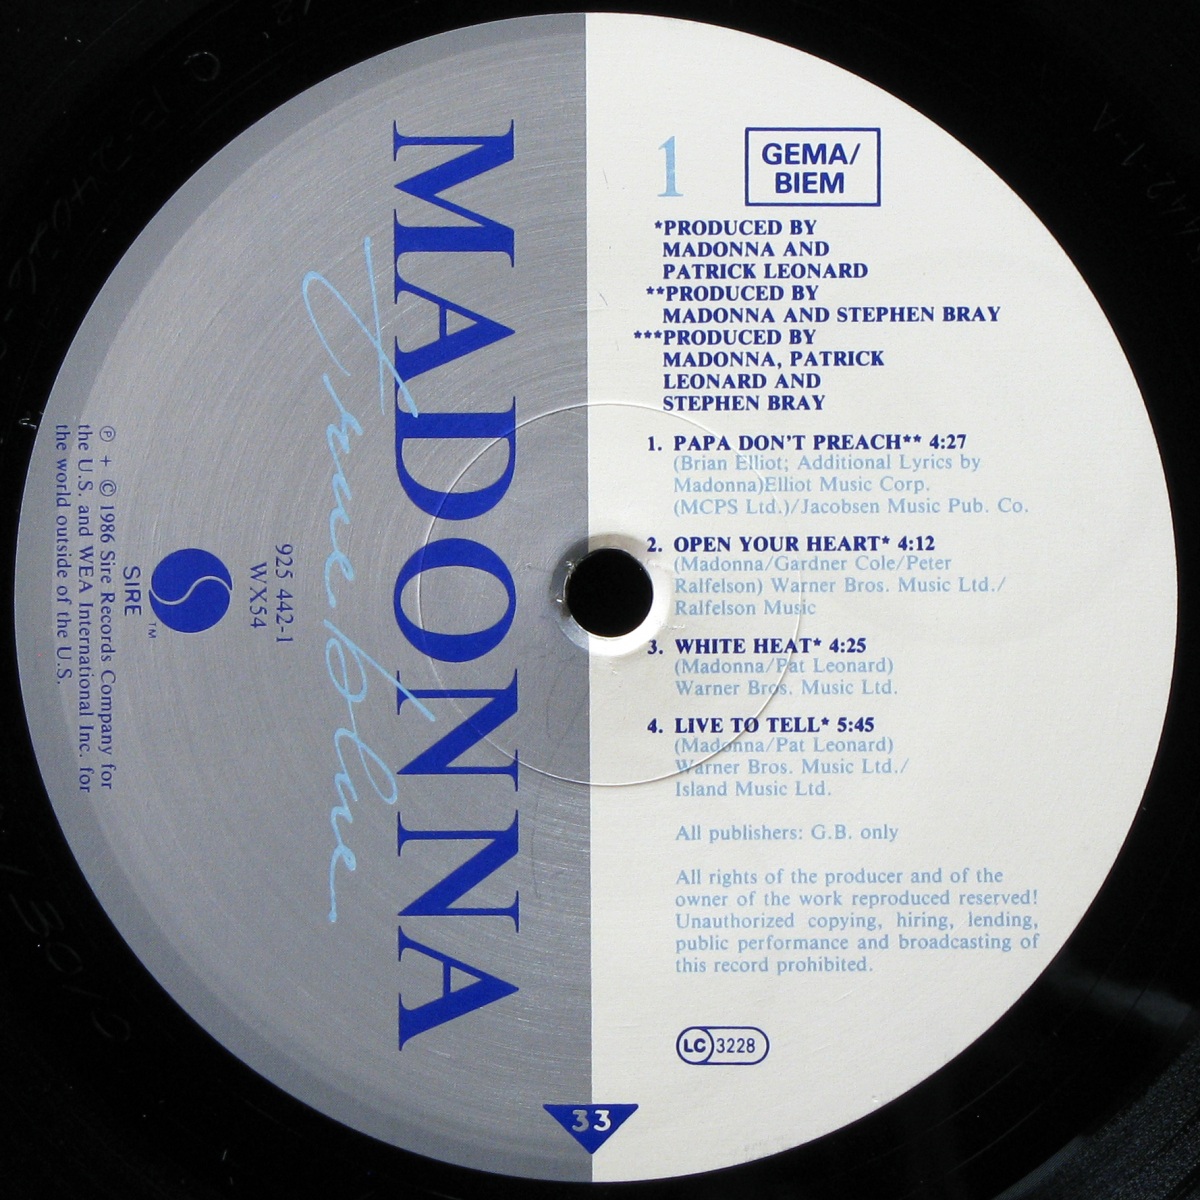 MADONNA
True blue
925 442-1
WX54
SIRE
TM
℗ + © 1986 Sire Records Company for
the U.S. and WEA International Inc. for
the world outside of the U.S.
1
GEMA/
BIEM
*PRODUCED BY
MADONNA AND
PATRICK LEONARD
**PRODUCED BY
MADONNA AND STEPHEN BRAY
***PRODUCED BY
MADONNA, PATRICK
LEONARD AND
STEPHEN BRAY
1. PAPA DON'T PREACH** 4:27
(Brian Elliot; Additional Lyrics by
Madonna)Elliot Music Corp.
(MCPS Ltd.)/Jacobsen Music Pub. Co.
2. OPEN YOUR HEART* 4:12
(Madonna/Gardner Cole/Peter
Ralfelson) Warner Bros. Music Ltd./
Ralfelson Music
3. WHITE HEAT* 4:25
(Madonna/Pat Leonard)
Warner Bros. Music Ltd.
4. LIVE TO TELL* 5:45
(Madonna/Pat Leonard)
Warner Bros. Music Ltd./
Island Music Ltd.
All publishers: G.B. only
All rights of the producer and of the
owner of the work reproduced reserved!
Unauthorized copying, hiring, lending,
public performance and broadcasting of
this record prohibited.
LC 3228
33